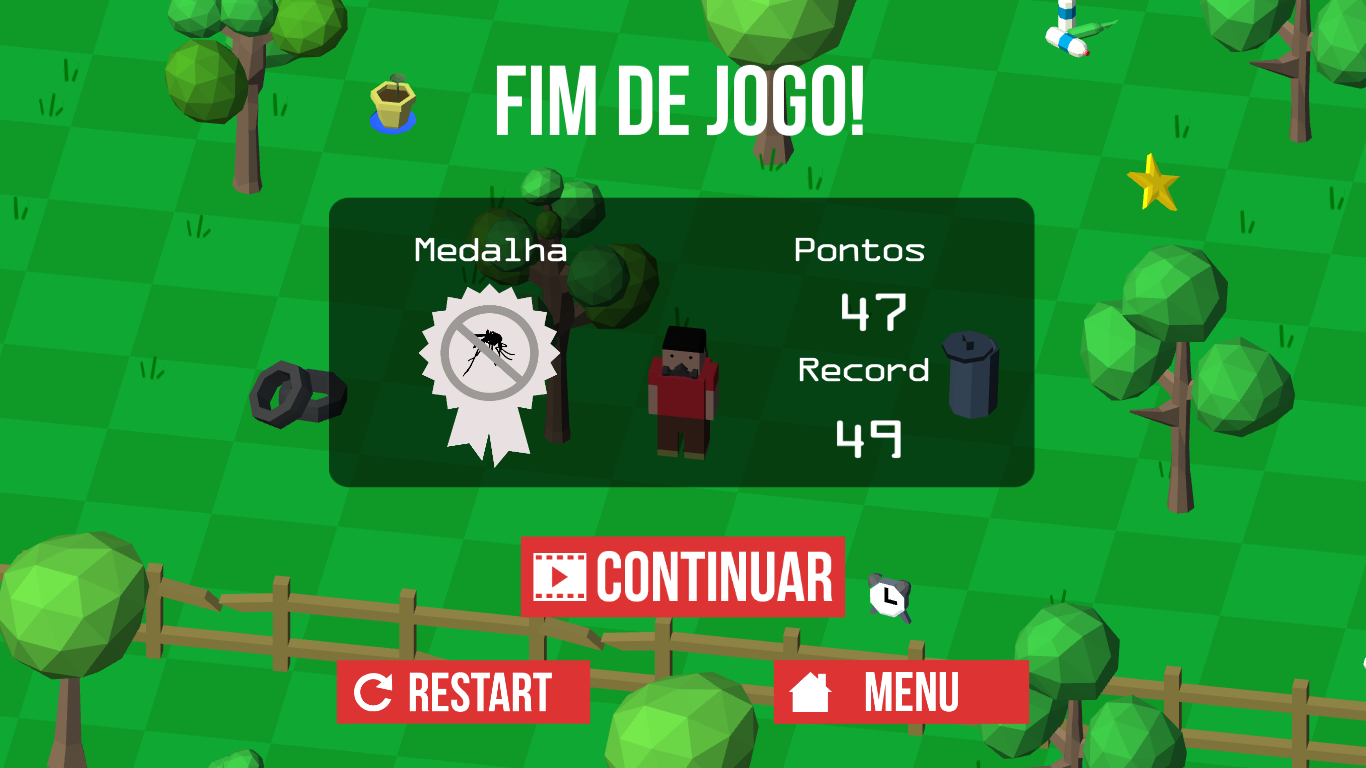 FIM DE JOGO!
Medalha
Pontos
47
Record
49
CONTINUAR
RESTART
MENU